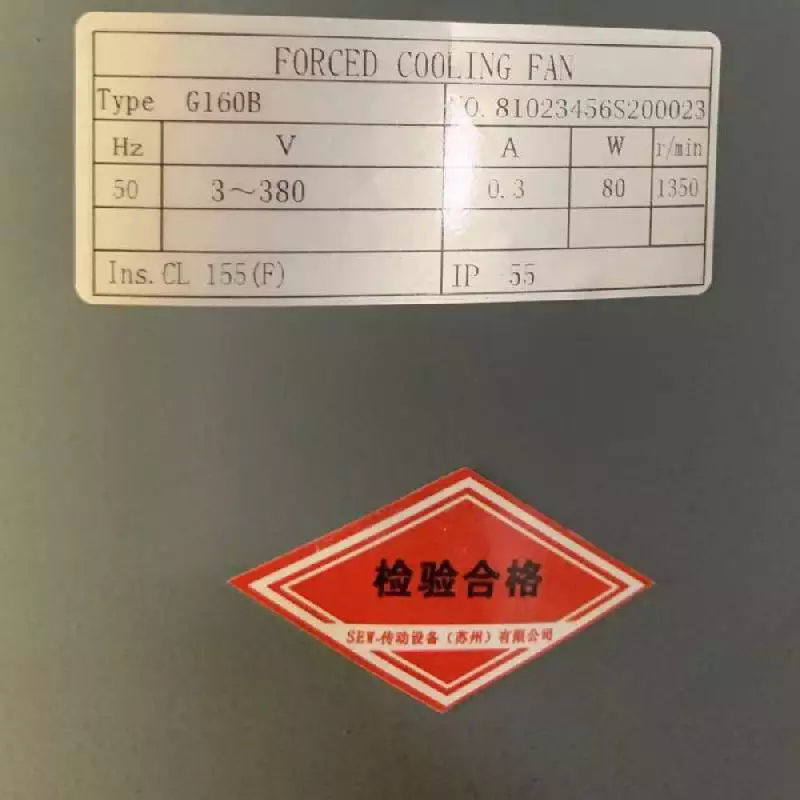 FORCED COOLING FAN
Type G160B NO. 81023456S200023
Hz V A W r/min
50 3～380 0.3 80 1350
Ins. CL 155(F) IP 55
检验合格
SEW-传动设备（苏州）有限公司